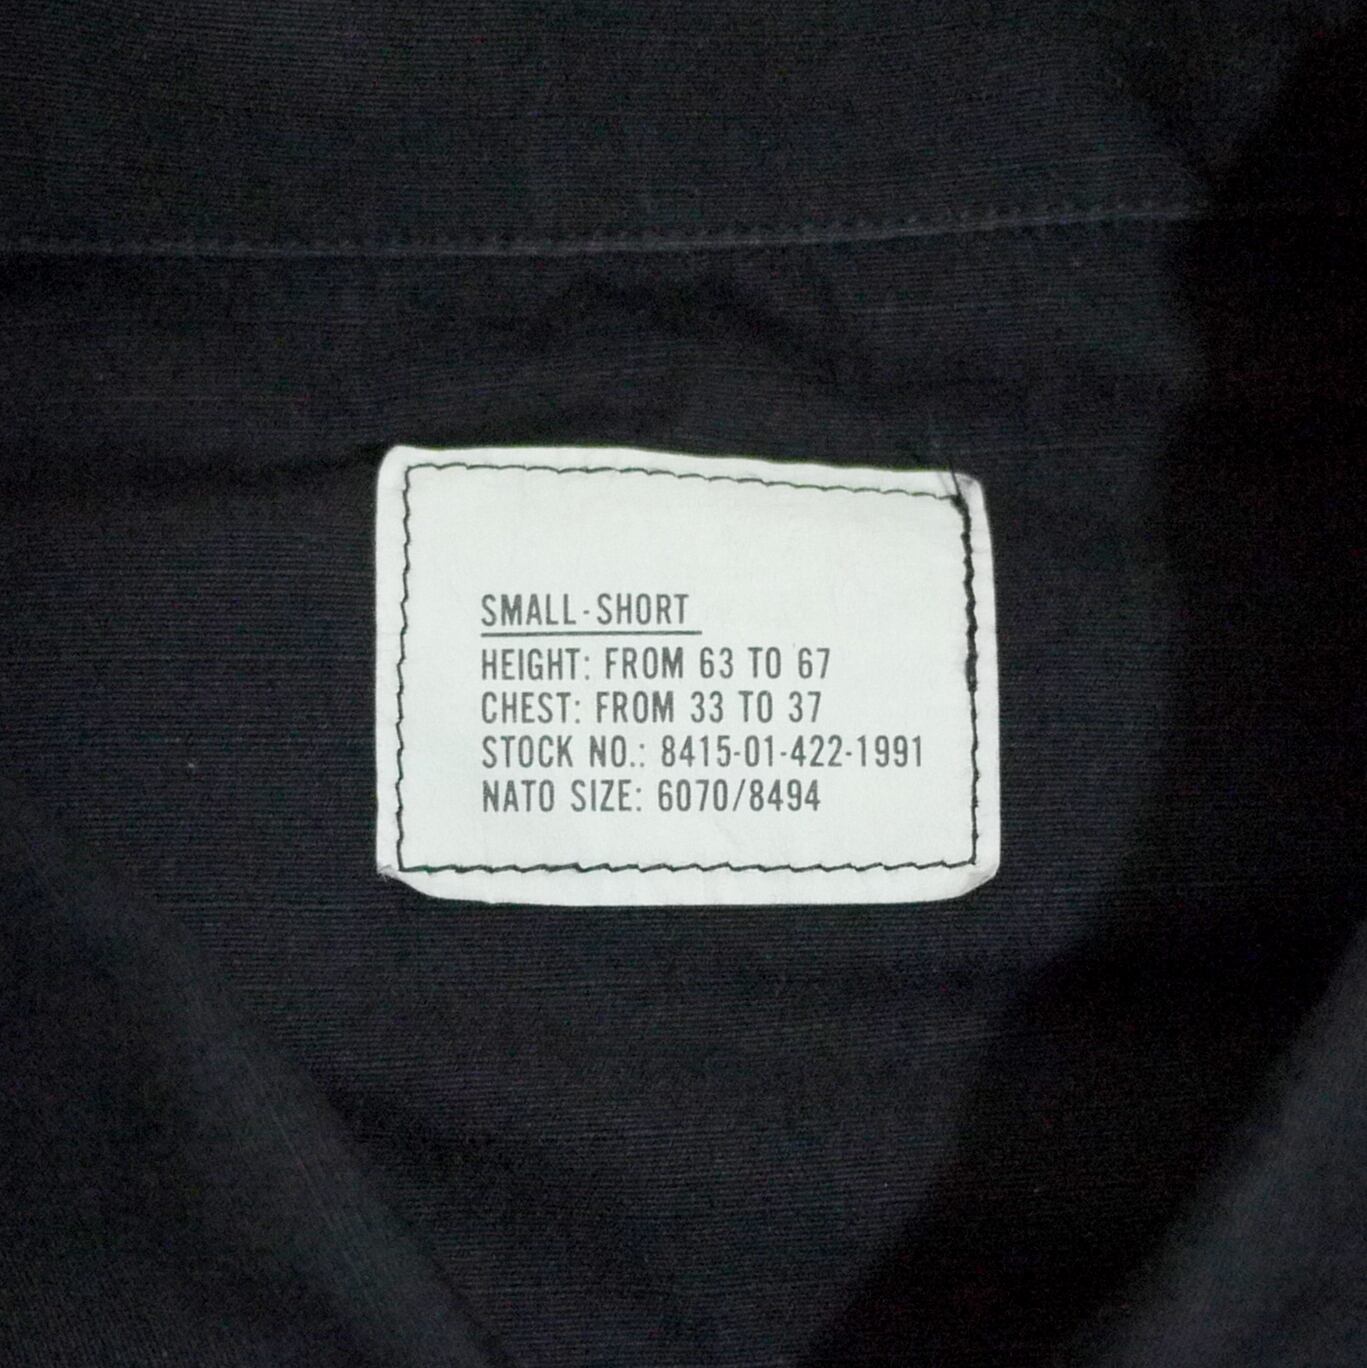 SMALL-SHORT
HEIGHT: FROM 63 TO 67
CHEST: FROM 33 TO 37
STOCK NO.: 8415-01-422-1991
NATO SIZE: 6070/8494